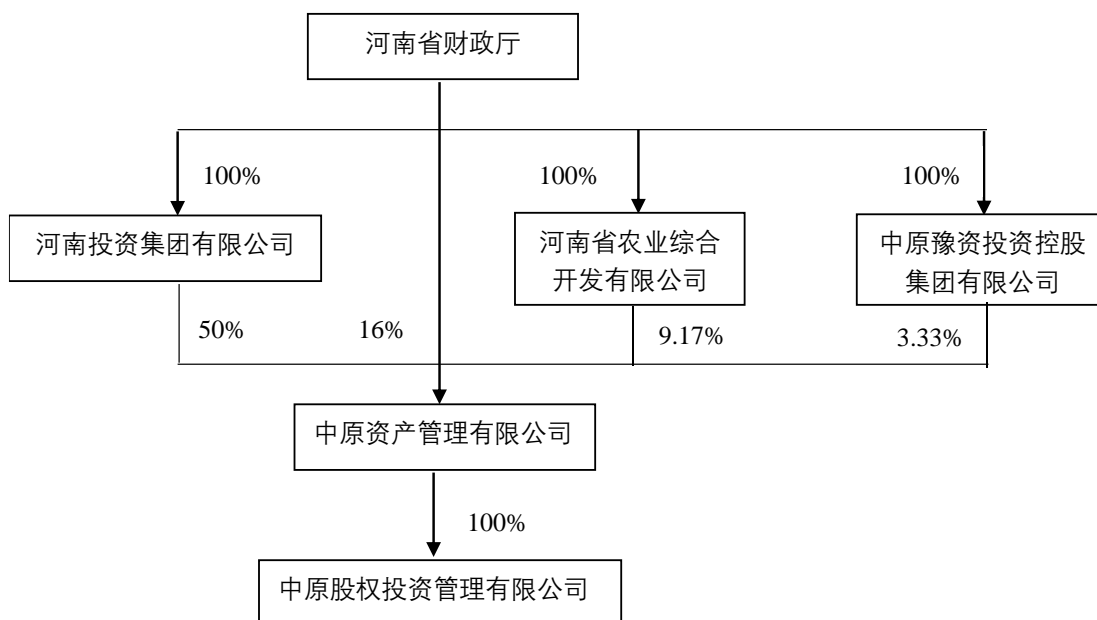 河南省财政厅
100%
100%
100%
河南投资集团有限公司
河南省农业综合
开发有限公司
中原豫资投资控股
集团有限公司
50%
16%
9.17%
3.33%
中原资产管理有限公司
100%
中原股权投资管理有限公司